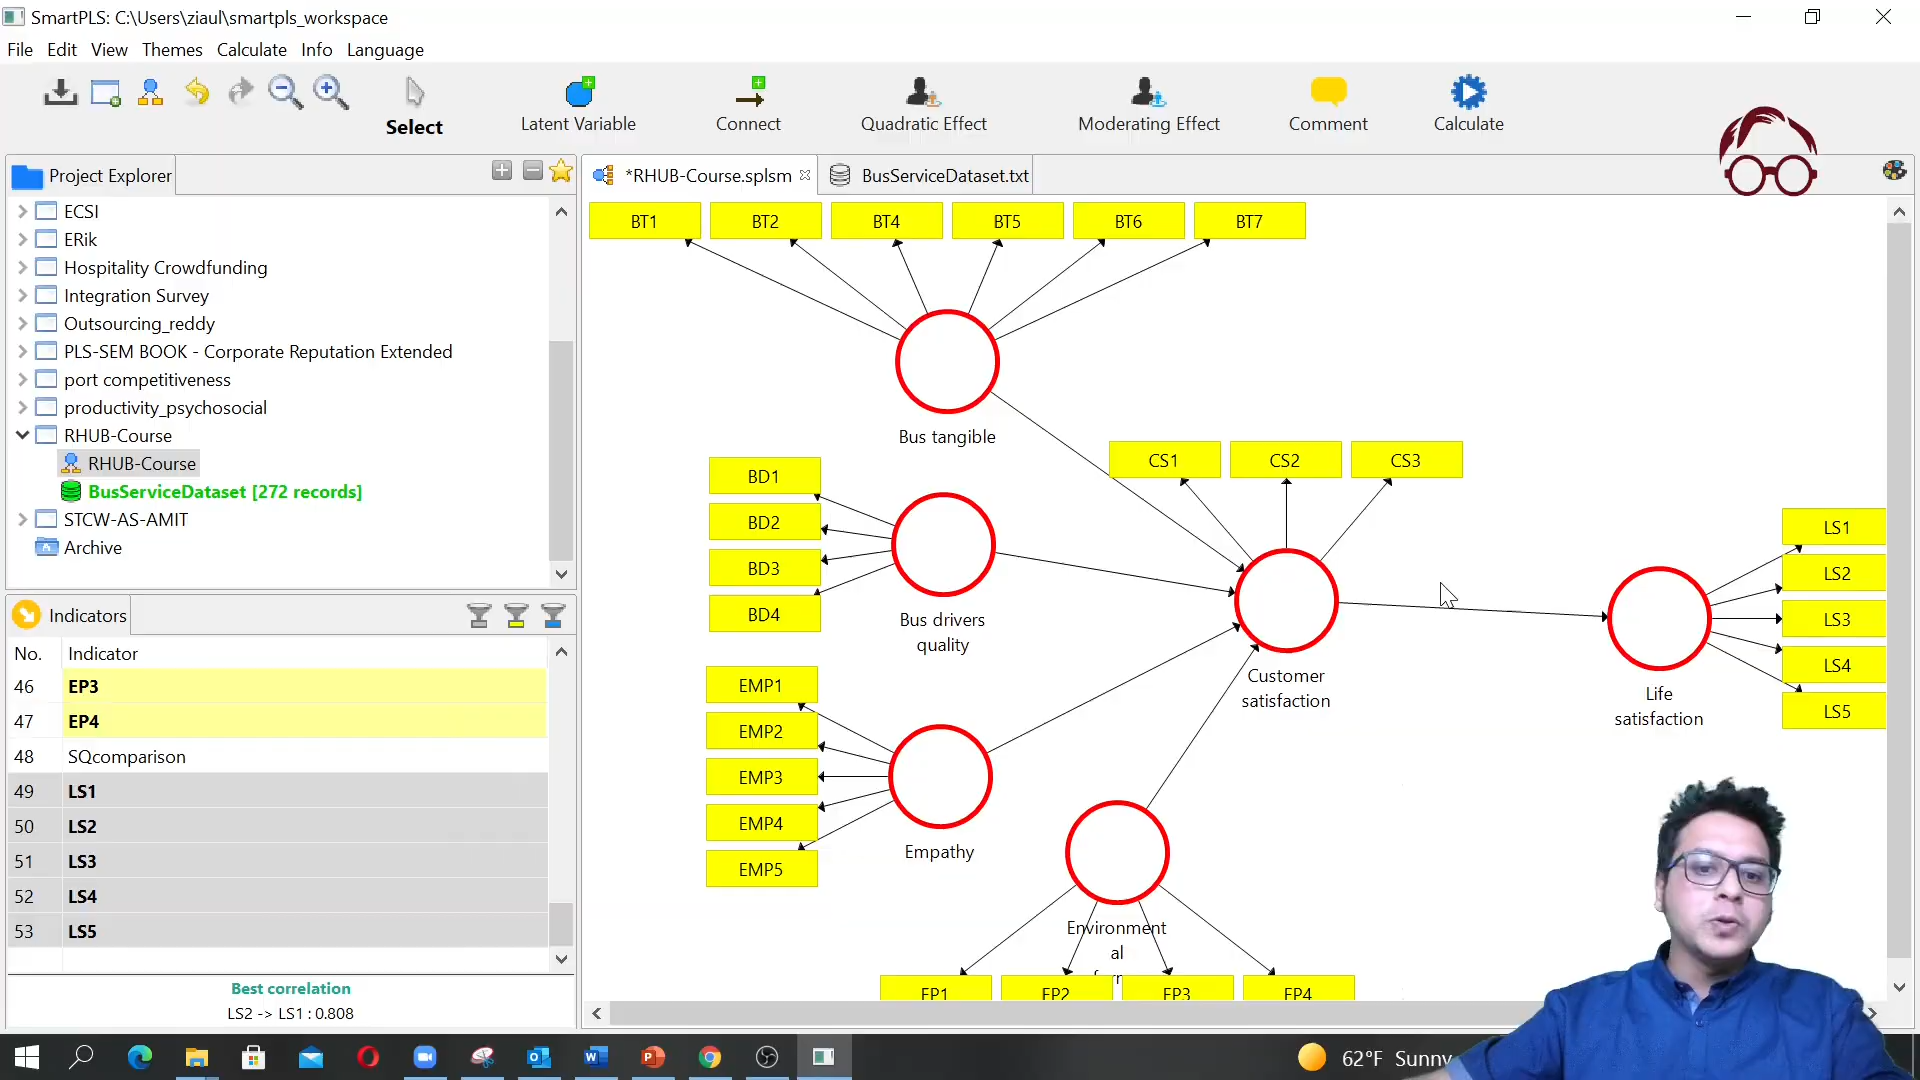 SmartPLS: C:\Users\ziaul\smartpls_workspace
File Edit View Themes Calculate Info Language
Select
Latent Variable
Connect
Quadratic Effect
Moderating Effect
Comment
Calculate
Project Explorer
*RHUB-Course.splsm
BusServiceDataset.txt
ECSI
ERik
Hospitality Crowdfunding
Integration Survey
Outsourcing_reddy
PLS-SEM BOOK - Corporate Reputation Extended
port competitiveness
productivity_psychosocial
RHUB-Course
RHUB-Course
BusServiceDataset [272 records]
STCW-AS-AMIT
Archive
Indicators
No. Indicator
46 EP3
47 EP4
48 SQcomparison
49 LS1
50 LS2
51 LS3
52 LS4
53 LS5
Best correlation
LS2 -> LS1 : 0.808
BT1 BT2 BT4 BT5 BT6 BT7
Bus tangible
BD1
BD2
BD3
BD4
Bus drivers
quality
CS1 CS2 CS3
Customer
satisfaction
LS1
LS2
LS3
LS4
LS5
Life
satisfaction
EMP1
EMP2
EMP3
EMP4
EMP5
Empathy
Environment
al
EP1 EP2 EP3 EP4
62°F Sunny